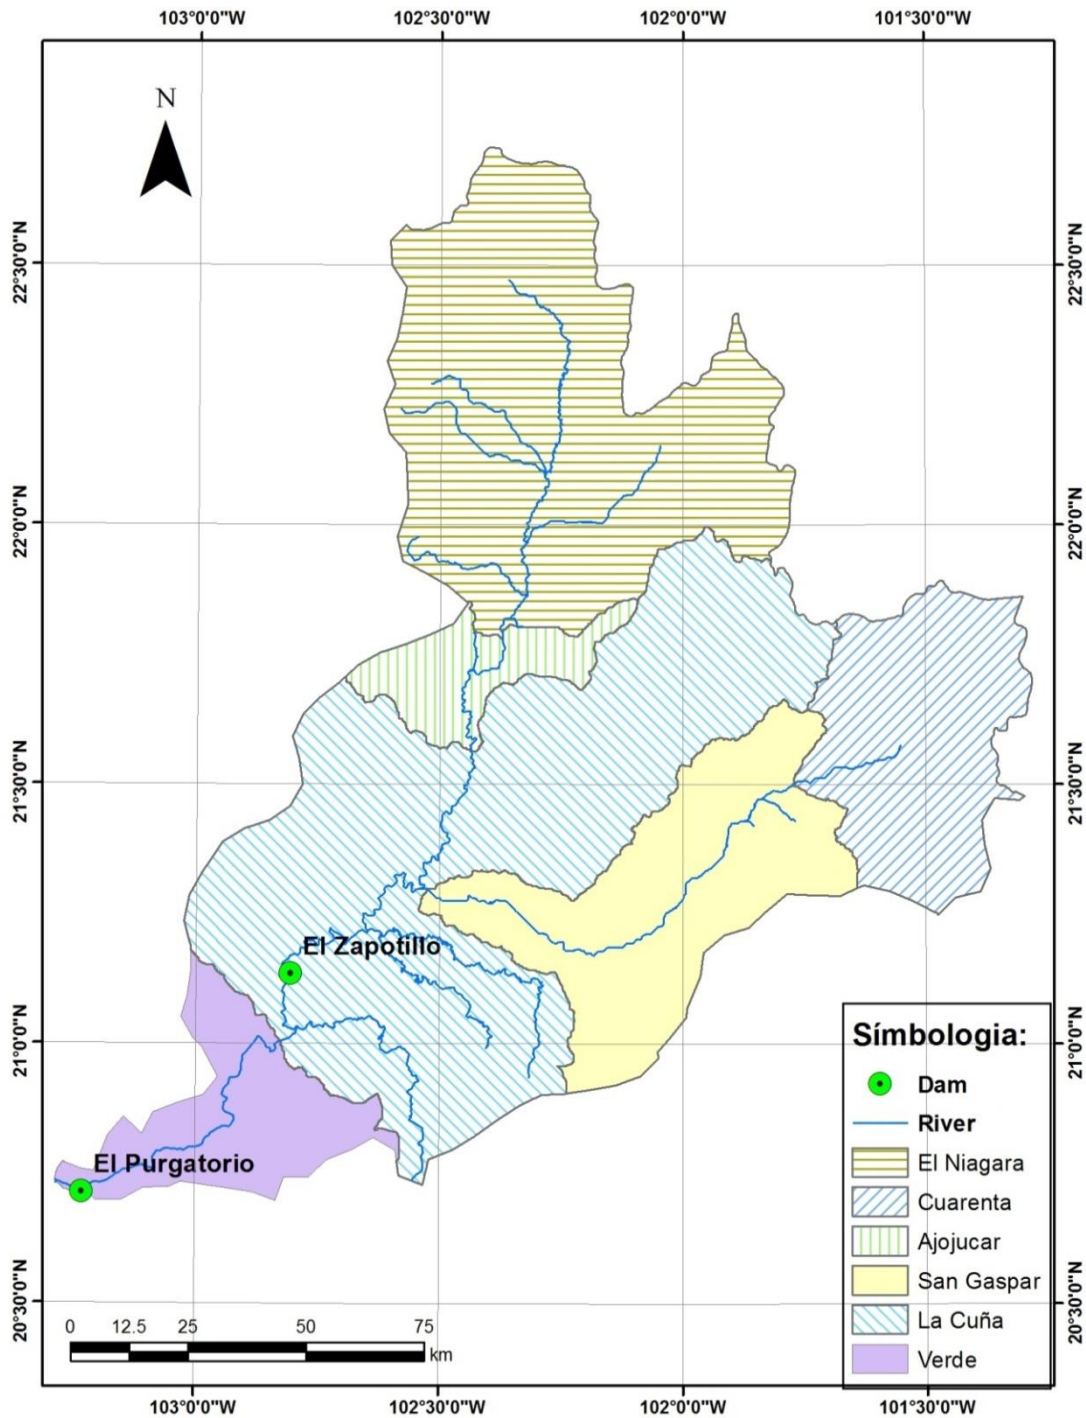 103°0'0"W 102°30'0"W 102°0'0"W 101°30'0"W
N
22°30'0"N 22°30'0"N
22°0'0"N 22°0'0"N
21°30'0"N 21°30'0"N
El Zapotillo
21°0'0"N 21°0'0"N
El Purgatorio
20°30'0"N 20°30'0"N
Símbologia:
Dam
River
El Niagara
Cuarenta
Ajojucar
San Gaspar
La Cuña
Verde
0 12.5 25 50 75
km
103°0'0"W 102°30'0"W 102°0'0"W 101°30'0"W